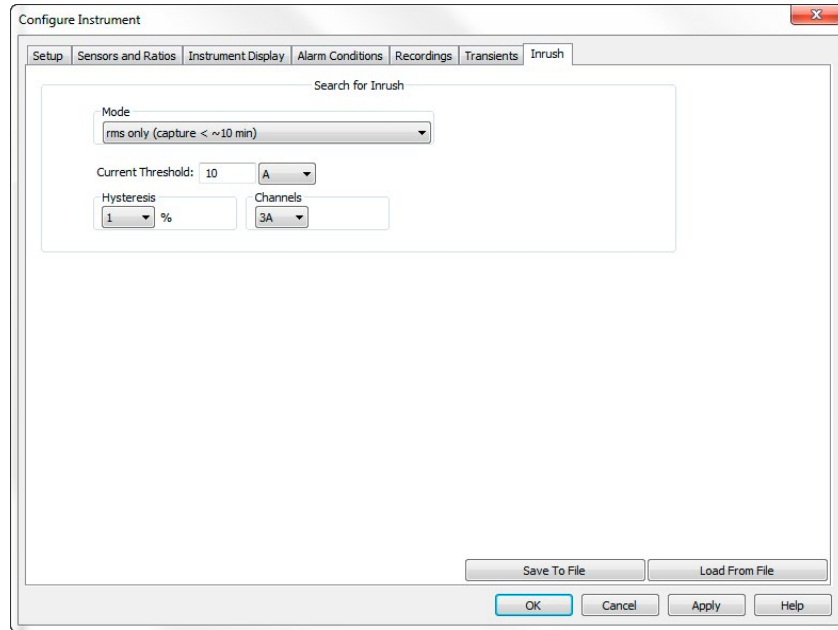 Configure Instrument
Setup Sensors and Ratios Instrument Display Alarm Conditions Recordings Transients Inrush
Search for Inrush
Mode
rms only (capture < ~10 min)
Current Threshold: 10 A
Hysteresis Channels
1 % 3A
Save To File Load From File
OK Cancel Apply Help